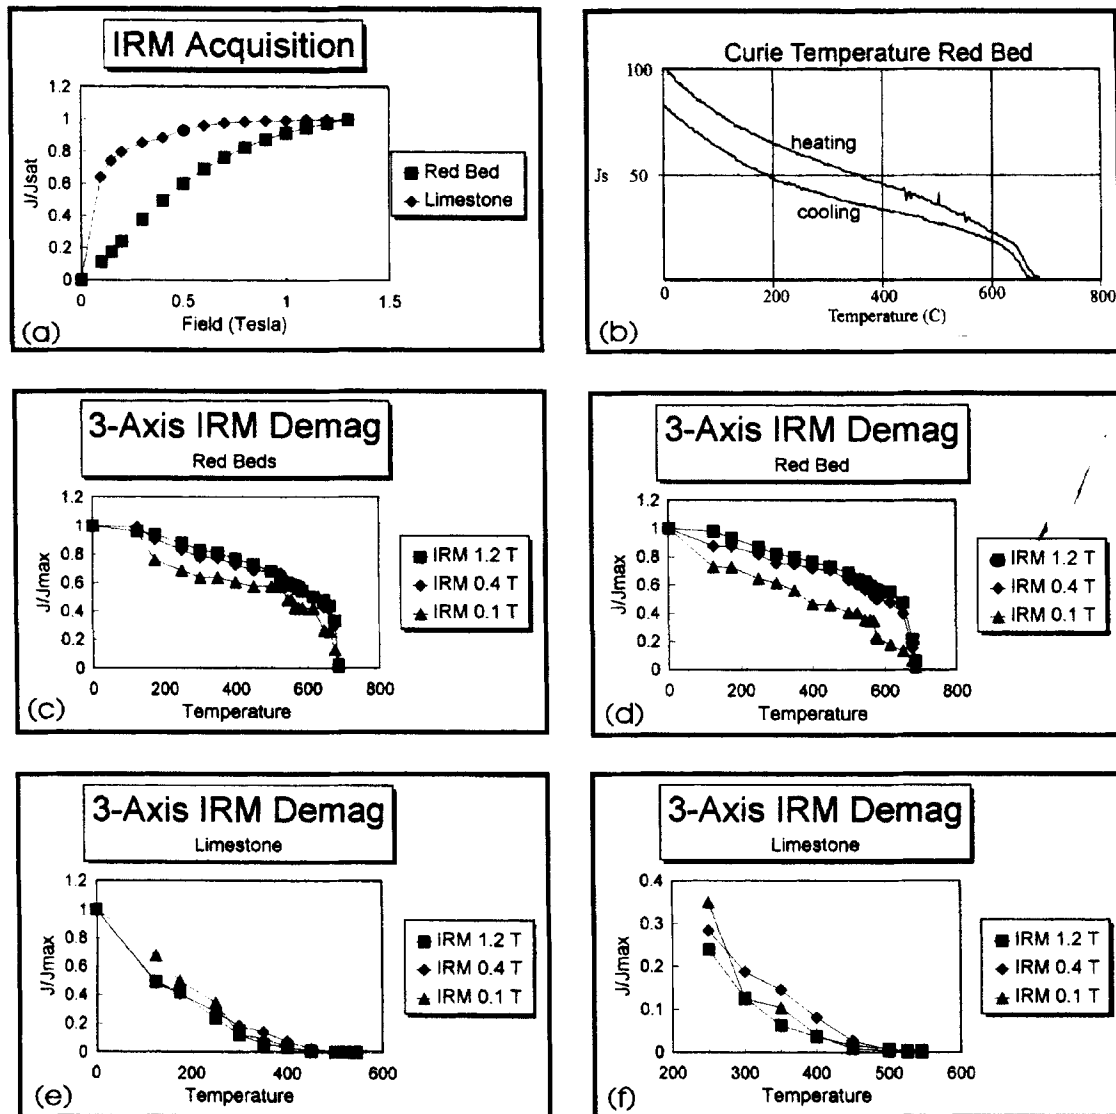 IRM Acquisition
1.2
1
0.8
0.6
0.4
0.2
0
J/Jsat
0
0.5
1
1.5
Field (Tesla)
Red Bed
Limestone
(a)
Curie Temperature Red Bed
100
Js
50
heating
cooling
0
200
400
600
800
Temperature (C)
(b)
3-Axis IRM Demag
Red Beds
1.2
1
0.8
0.6
0.4
0.2
0
J/Jmax
0
200
400
600
800
Temperature
IRM 1.2 T
IRM 0.4 T
IRM 0.1 T
(c)
3-Axis IRM Demag
Red Bed
1.2
1
0.8
0.6
0.4
0.2
0
J/Jmax
0
200
400
600
800
Temperature
IRM 1.2 T
IRM 0.4 T
IRM 0.1 T
(d)
3-Axis IRM Demag
Limestone
1.2
1
0.8
0.6
0.4
0.2
0
J/Jmax
0
200
400
600
Temperature
IRM 1.2 T
IRM 0.4 T
IRM 0.1 T
(e)
3-Axis IRM Demag
Limestone
0.4
0.3
0.2
0.1
0
J/Jmax
200
300
400
500
600
Temperature
IRM 1.2 T
IRM 0.4 T
IRM 0.1 T
(f)